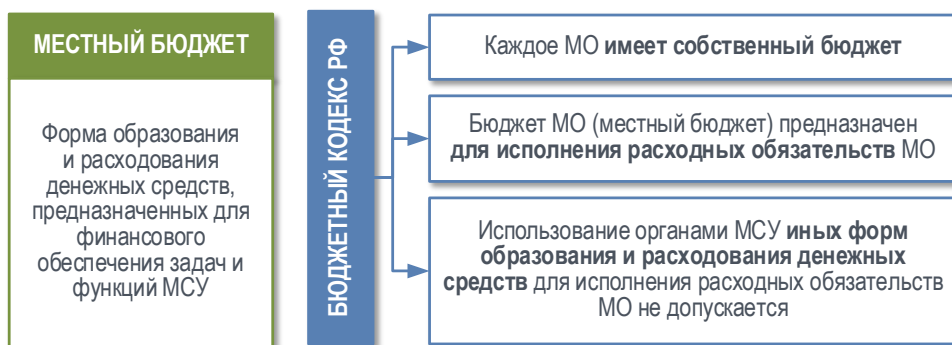 МЕСТНЫЙ БЮДЖЕТ
Форма образования
и расходования
денежных средств,
предназначенных для
финансового
обеспечения задач и
функций МСУ
БЮДЖЕТНЫЙ КОДЕКС РФ
Каждое МО имеет собственный бюджет
Бюджет МО (местный бюджет) предназначен
для исполнения расходных обязательств МО
Использование органами МСУ иных форм
образования и расходования денежных
средств для исполнения расходных обязательств
МО не допускается